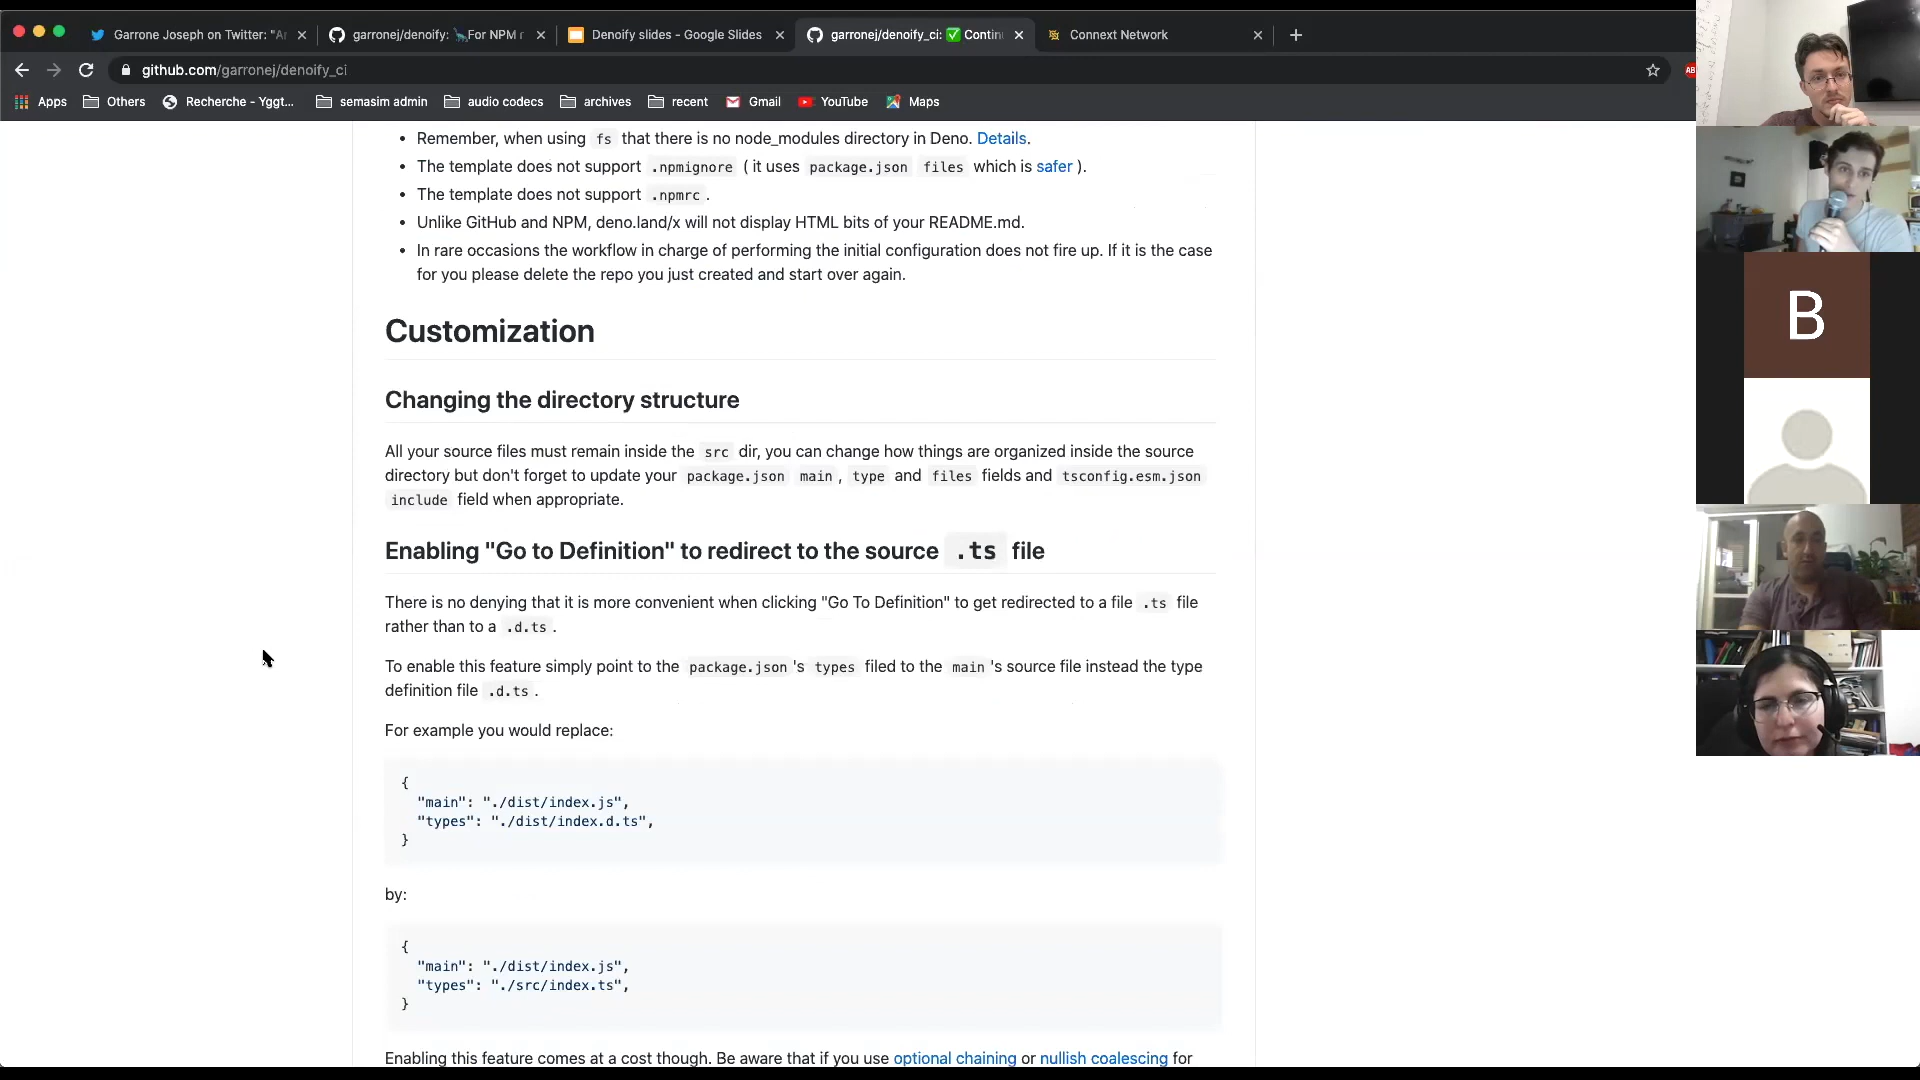 Garrone Joseph on Twitter: "Ar
garronej/denoify: For NPM r
Denoify slides - Google Slides
garronej/denoify_ci: ✅ Contin
Connext Network
github.com/garronej/denoify_ci
AB
Apps
Others
Recherche - Yggt...
semasim admin
audio codecs
archives
recent
Gmail
YouTube
Maps
• Remember, when using fs that there is no node_modules directory in Deno. Details.
• The template does not support .npmignore ( it uses package.json files which is safer ).
• The template does not support .npmrc .
• Unlike GitHub and NPM, deno.land/x will not display HTML bits of your README.md.
• In rare occasions the workflow in charge of performing the initial configuration does not fire up. If it is the case
for you please delete the repo you just created and start over again.
Customization
Changing the directory structure
All your source files must remain inside the src dir, you can change how things are organized inside the source
directory but don't forget to update your package.json main , type and files fields and tsconfig.esm.json
include field when appropriate.
Enabling "Go to Definition" to redirect to the source .ts file
There is no denying that it is more convenient when clicking "Go To Definition" to get redirected to a file .ts file
rather than to a .d.ts .
To enable this feature simply point to the package.json 's types filed to the main 's source file instead the type
definition file .d.ts .
For example you would replace:
{
"main": "./dist/index.js",
"types": "./dist/index.d.ts",
}
by:
{
"main": "./dist/index.js",
"types": "./src/index.ts",
}
Enabling this feature comes at a cost though. Be aware that if you use optional chaining or nullish coalescing for
B